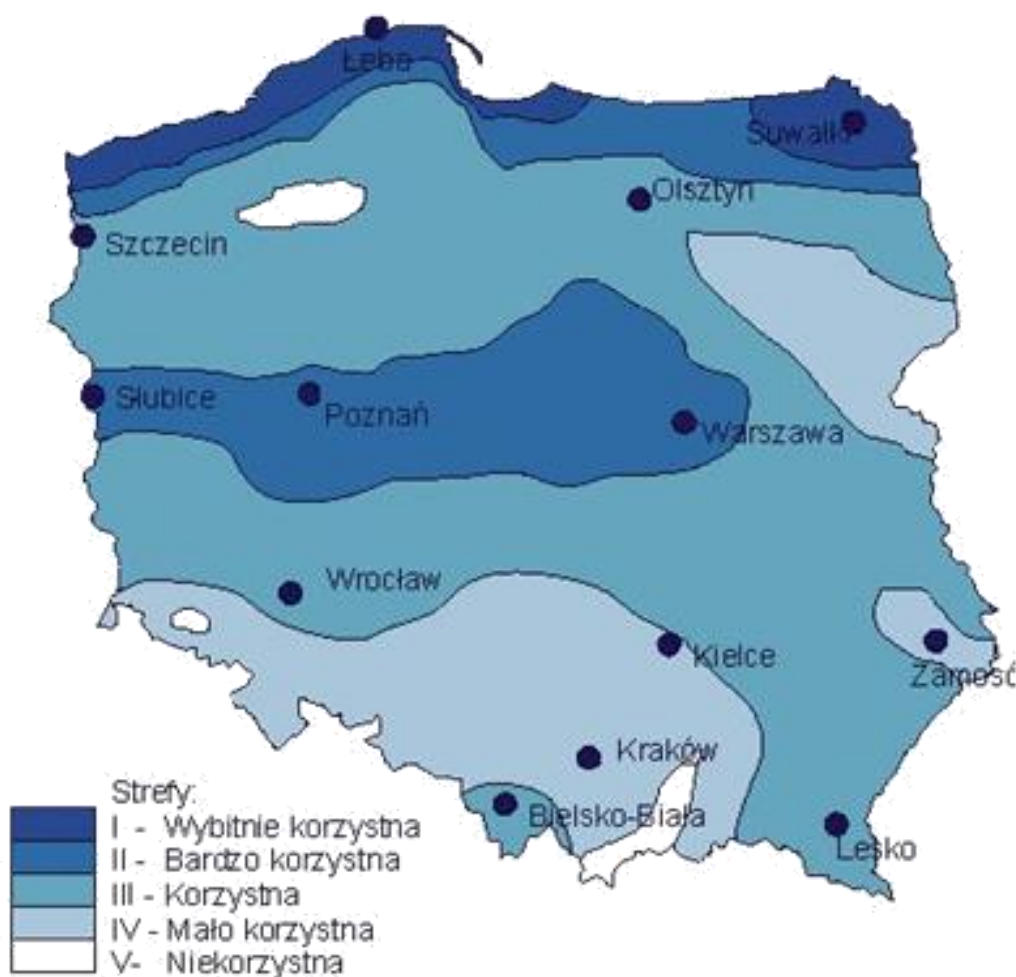 Łeba
Suwałki
Olsztyn
Szczecin
Słubice
Poznań
Warszawa
Wrocław
Kielce
Zamość
Kraków
Bielsko-Biała
Lesko
Strefy:
I - Wybitnie korzystna
II - Bardzo korzystna
III - Korzystna
IV - Mało korzystna
V- Niekorzystna